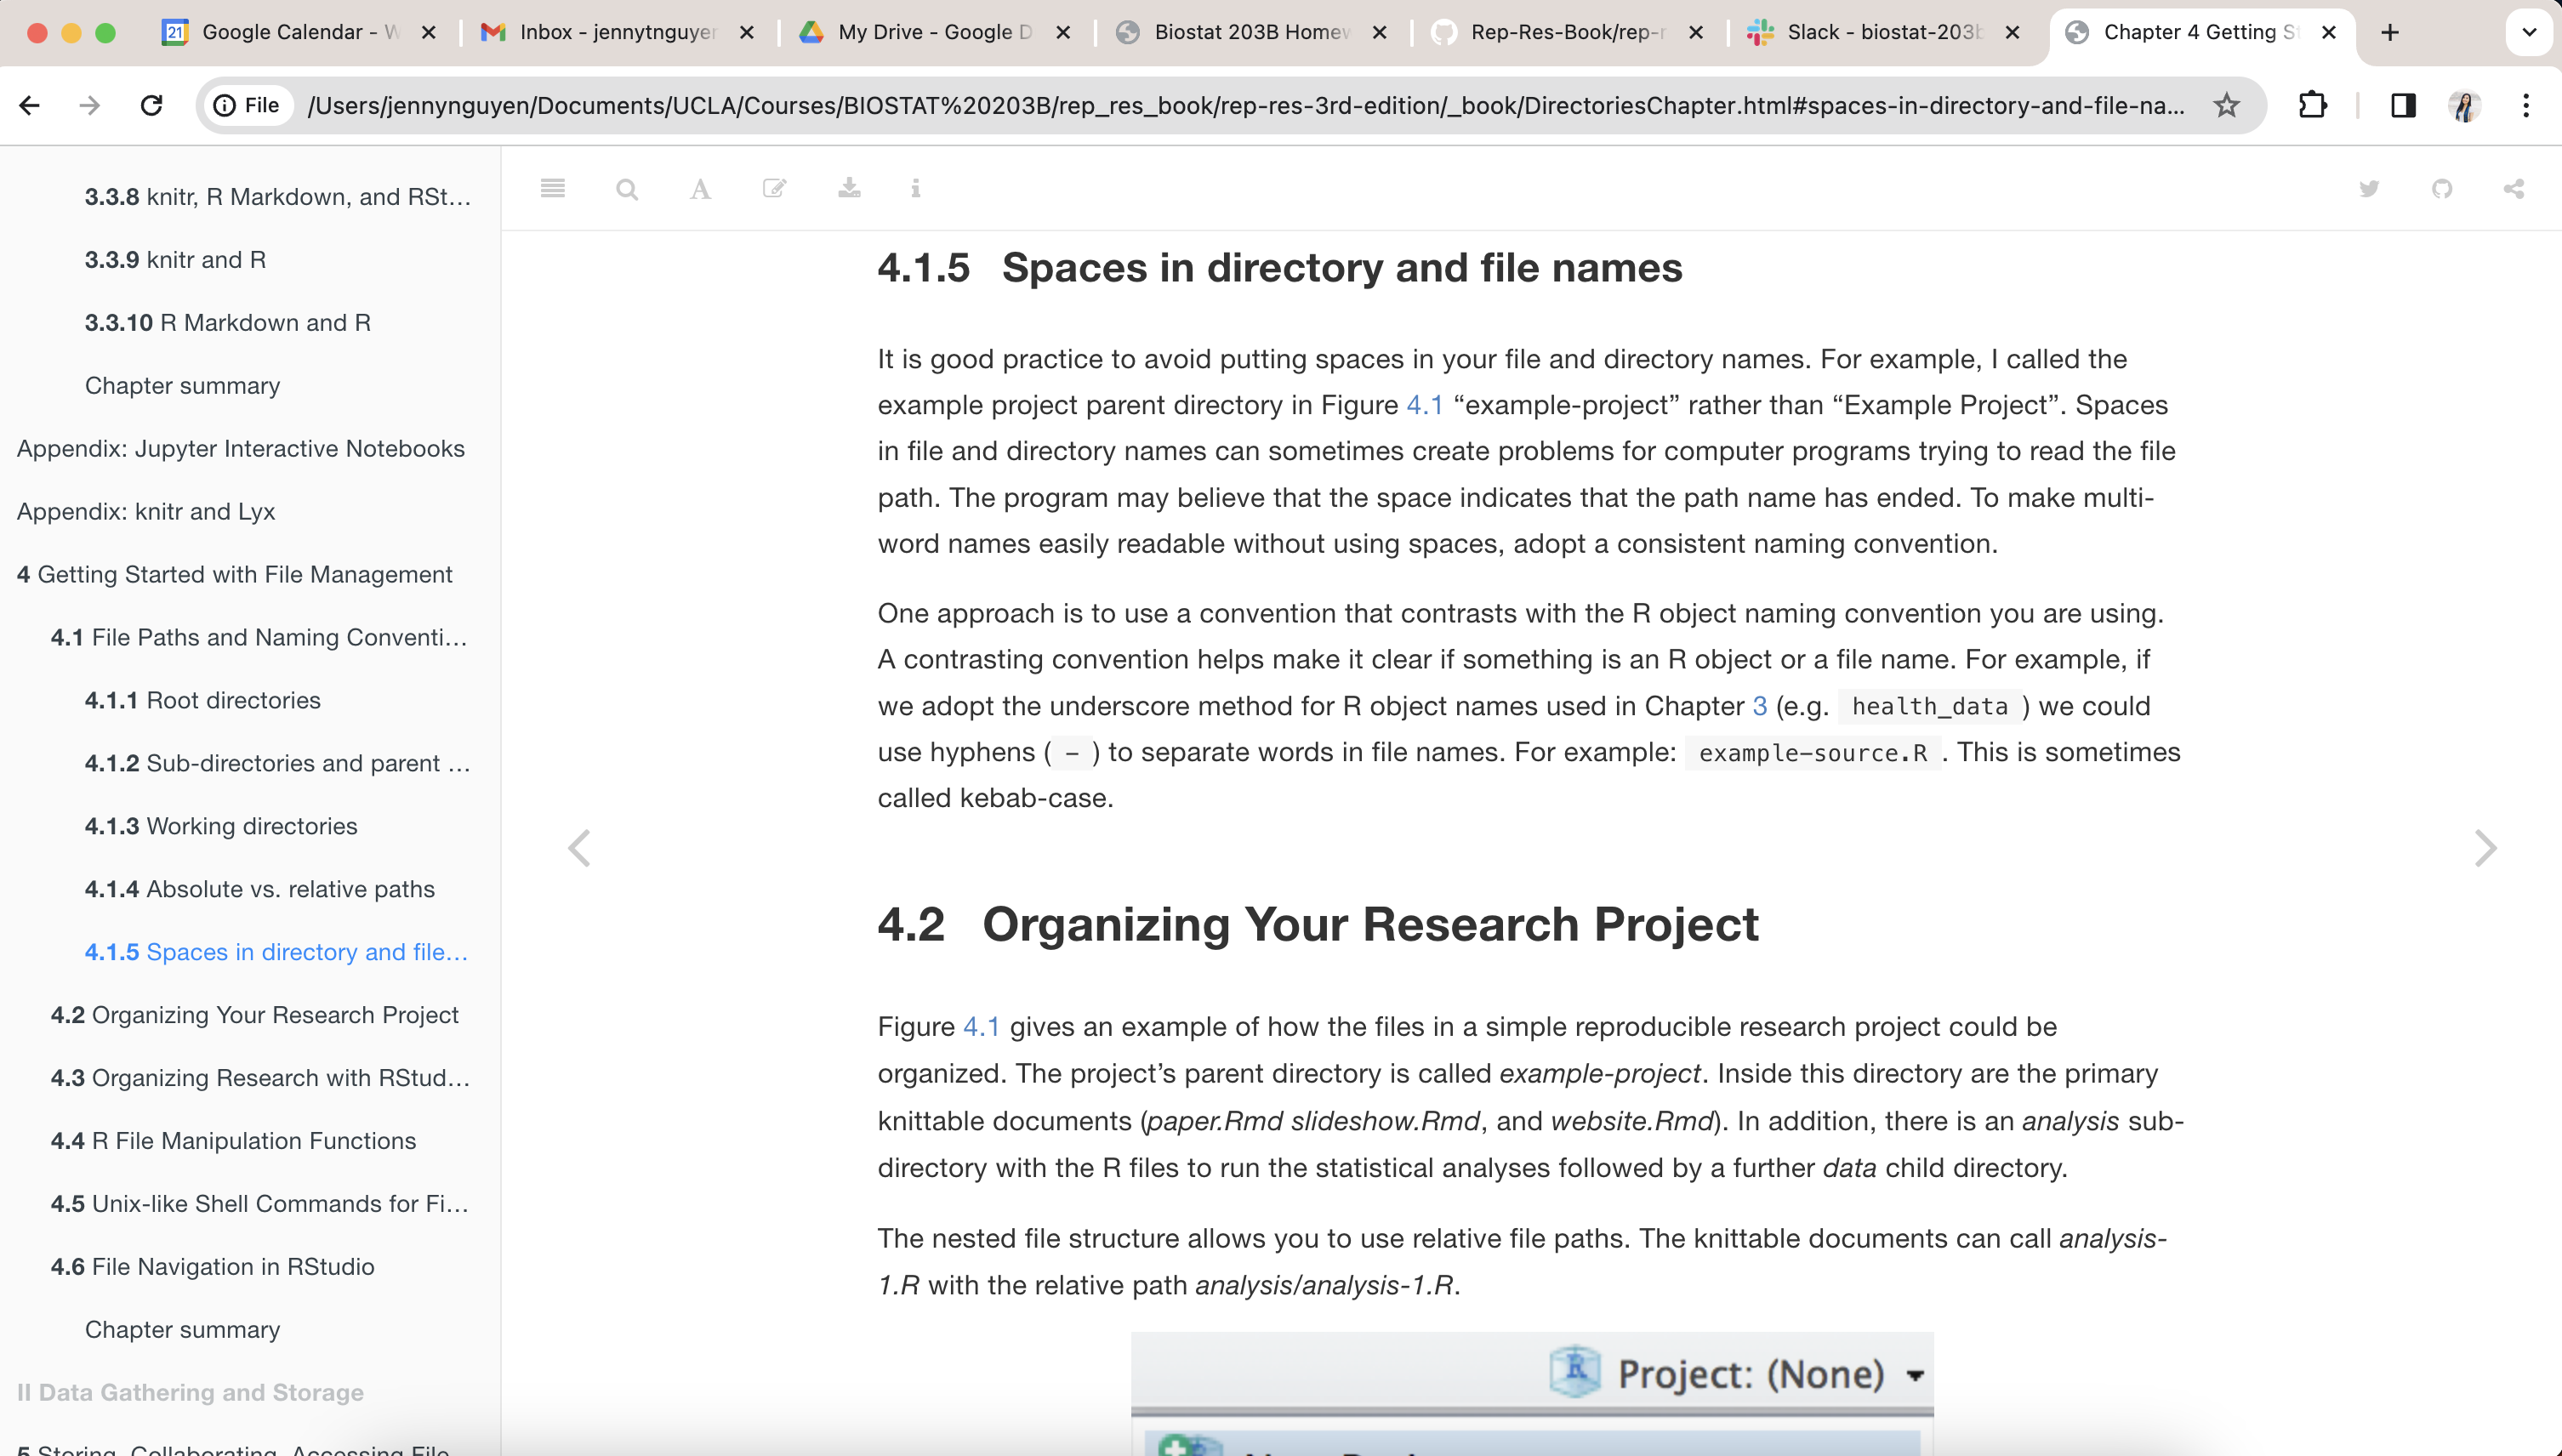 Google Calendar - W
Inbox - jennytnguyen
My Drive - Google D
Biostat 203B Homew
Rep-Res-Book/rep-r
Slack - biostat-203b
Chapter 4 Getting St
File
/Users/jennynguyen/Documents/UCLA/Courses/BIOSTAT%20203B/rep_res_book/rep-res-3rd-edition/_book/DirectoriesChapter.html#spaces-in-directory-and-file-na...
3.3.8 knitr, R Markdown, and RSt…
3.3.9 knitr and R
3.3.10 R Markdown and R
Chapter summary
Appendix: Jupyter Interactive Notebooks
Appendix: knitr and Lyx
4 Getting Started with File Management
4.1 File Paths and Naming Conventi…
4.1.1 Root directories
4.1.2 Sub-directories and parent …
4.1.3 Working directories
4.1.4 Absolute vs. relative paths
4.1.5 Spaces in directory and file…
4.2 Organizing Your Research Project
4.3 Organizing Research with RStud…
4.4 R File Manipulation Functions
4.5 Unix-like Shell Commands for Fi…
4.6 File Navigation in RStudio
Chapter summary
II Data Gathering and Storage
5 Storing, Collaborating, Accessing File
4.1.5 Spaces in directory and file names
It is good practice to avoid putting spaces in your file and directory names. For example, I called the
example project parent directory in Figure 4.1 “example-project” rather than “Example Project”. Spaces
in file and directory names can sometimes create problems for computer programs trying to read the file
path. The program may believe that the space indicates that the path name has ended. To make multi-
word names easily readable without using spaces, adopt a consistent naming convention.
One approach is to use a convention that contrasts with the R object naming convention you are using.
A contrasting convention helps make it clear if something is an R object or a file name. For example, if
we adopt the underscore method for R object names used in Chapter 3 (e.g. health_data ) we could
use hyphens ( - ) to separate words in file names. For example: example-source.R . This is sometimes
called kebab-case.
4.2 Organizing Your Research Project
Figure 4.1 gives an example of how the files in a simple reproducible research project could be
organized. The project’s parent directory is called example-project. Inside this directory are the primary
knittable documents (paper.Rmd slideshow.Rmd, and website.Rmd). In addition, there is an analysis sub-
directory with the R files to run the statistical analyses followed by a further data child directory.
The nested file structure allows you to use relative file paths. The knittable documents can call analysis-
1.R with the relative path analysis/analysis-1.R.
Project: (None)